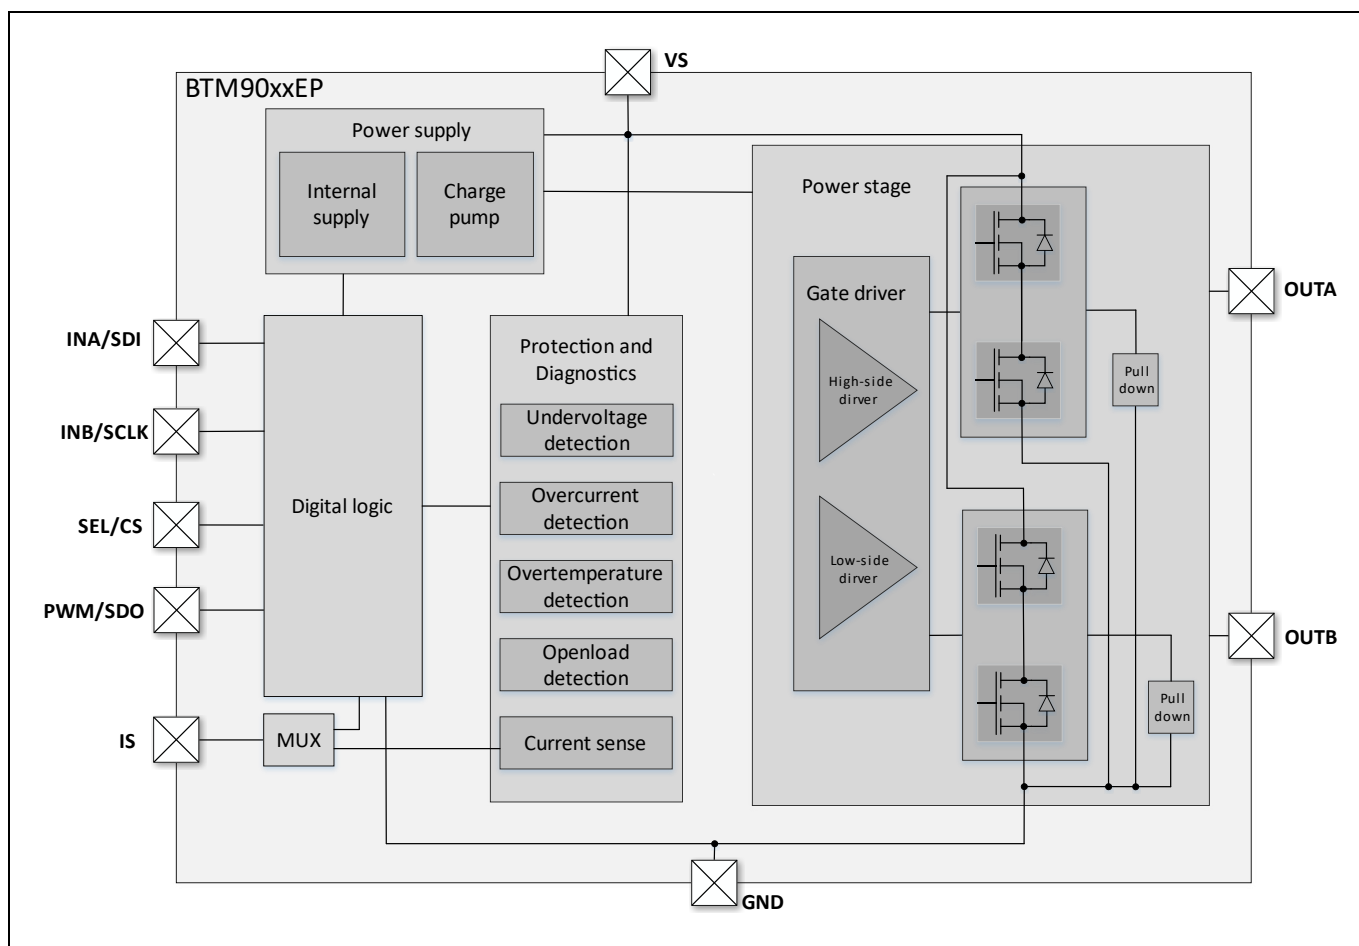 VS
BTM90xxEP
Power supply
Internal
supply
Charge
pump
Power stage
Gate driver
High-side
dirver
Low-side
dirver
Pull
down
Pull
down
OUTA
OUTB
INA/SDI
INB/SCLK
SEL/CS
PWM/SDO
IS
Digital logic
MUX
Protection and
Diagnostics
Undervoltage
detection
Overcurrent
detection
Overtemperature
detection
Openload
detection
Current sense
GND